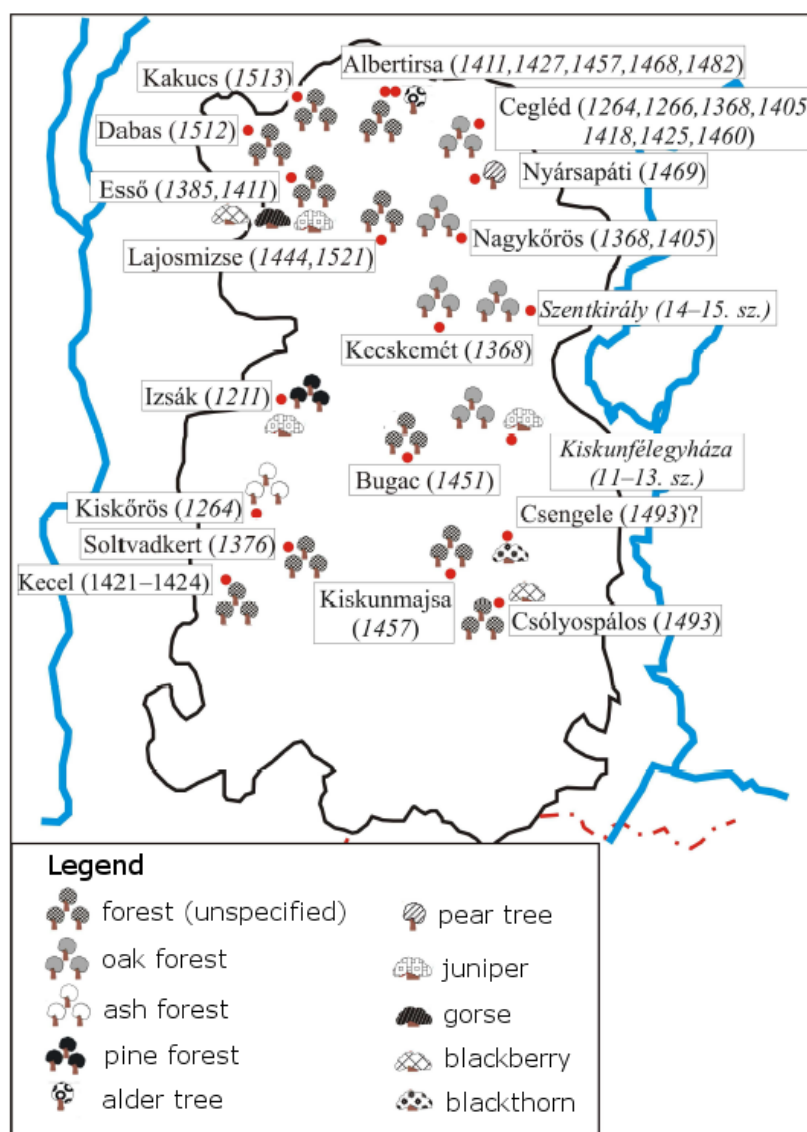 Kakucs (1513)
Albertirsa (1411,1427,1457,1468,1482)
Dabas (1512)
Cegléd (1264,1266,1368,1405
1418,1425,1460)
Esső (1385,1411)
Nyársapáti (1469)
Lajosmizse (1444,1521)
Nagykőrös (1368,1405)
Szentkirály (14–15. sz.)
Kecskemét (1368)
Izsák (1211)
Bugac (1451)
Kiskunfélegyháza
(11–13. sz.)
Kiskőrös (1264)
Csengele (1493)?
Soltvadkert (1376)
Kecel (1421–1424)
Kiskunmajsa
(1457)
Csólyospálos (1493)
Legend
forest (unspecified)
oak forest
ash forest
pine forest
alder tree
pear tree
juniper
gorse
blackberry
blackthorn